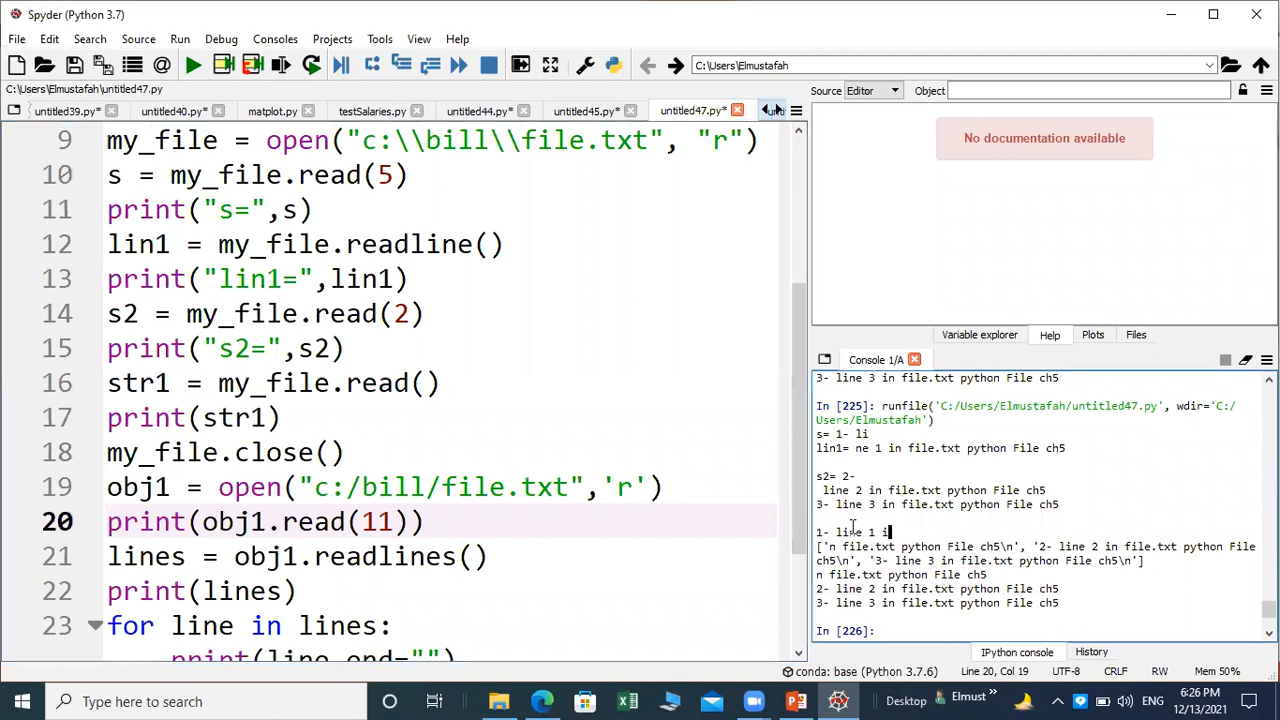 Spyder (Python 3.7)
File Edit Search Source Run Debug Consoles Projects Tools View Help
C:\Users\Elmustafah
C:\Users\Elmustafah
Source Editor Object
untitled39.py* untitled40.py* matplot.py testSalaries.py untitled44.py* untitled45.py* untitled47.py*
9 my_file = open("c:\\bill\\file.txt", "r")
10 s = my_file.read(5)
11 print("s=",s)
12 lin1 = my_file.readline()
13 print("lin1=",lin1)
14 s2 = my_file.read(2)
15 print("s2=",s2)
16 str1 = my_file.read()
17 print(str1)
18 my_file.close()
19 obj1 = open("c:/bill/file.txt",'r')
20 print(obj1.read(11))
21 lines = obj1.readlines()
22 print(lines)
23 for line in lines:
print(line,end="")
No documentation available
Variable explorer Help Plots Files
Console 1/A
3- line 3 in file.txt python File ch5
In [225]: runfile('C:/Users/Elmustafah/untitled47.py', wdir='C:/
Users/Elmustafah')
s= 1- li
lin1= ne 1 in file.txt python File ch5
s2= 2-
line 2 in file.txt python File ch5
3- line 3 in file.txt python File ch5
1- line 1 i
['n file.txt python File ch5\n', '2- line 2 in file.txt python File
ch5\n', '3- line 3 in file.txt python File ch5\n']
n file.txt python File ch5
2- line 2 in file.txt python File ch5
3- line 3 in file.txt python File ch5
In [226]:
IPython console History
conda: base (Python 3.7.6) Line 20, Col 19 UTF-8 CRLF RW Mem 50%
Type here to search
Desktop Elmust ENG
6:26 PM
12/13/2021